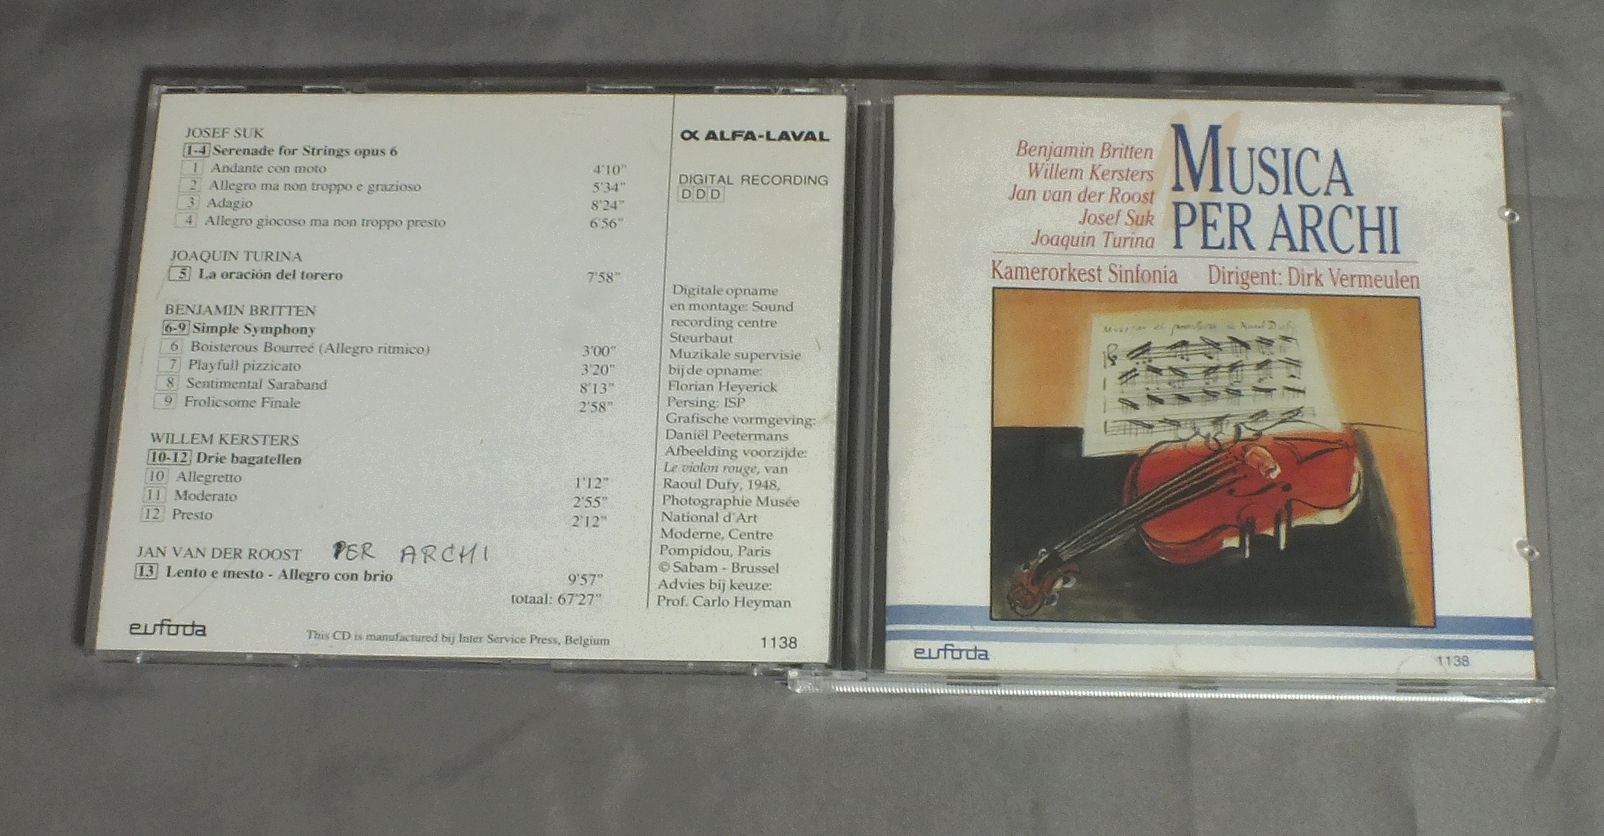 JOSEF SUK
1-4 Serenade for Strings opus 6
1 Andante con moto 4'10"
2 Allegro ma non troppo e grazioso 5'34"
3 Adagio 8'24"
4 Allegro giocoso ma non troppo presto 6'56"
JOAQUIN TURINA
5 La oración del torero 7'58"
BENJAMIN BRITTEN
6-9 Simple Symphony
6 Boisterous Bourreé (Allegro ritmico) 3'00"
7 Playfull pizzicato 3'20"
8 Sentimental Saraband 8'13"
9 Frolicsome Finale 2'58"
WILLEM KERSTERS
10-12 Drie bagatellen
10 Allegretto 1'12"
11 Moderato 2'55"
12 Presto 2'12"
JAN VAN DER ROOST PER ARCHI
13 Lento e mesto - Allegro con brio 9'57"
totaal: 67'27"
eufoda
This CD is manufactured bij Inter Service Press, Belgium
1138
ALFA-LAVAL
DIGITAL RECORDING
DDD
Digitale opname
en montage: Sound
recording centre
Steurbaut
Muzikale supervisie
bij de opname:
Florian Heyerick
Persing: ISP
Grafische vormgeving:
Daniël Peetermans
Afbeelding voorzijde:
Le violon rouge, van
Raoul Dufy, 1948,
Photographie Musée
National d'Art
Moderne, Centre
Pompidou, Paris
© Sabam - Brussel
Advies bij keuze:
Prof. Carlo Heyman
Benjamin Britten
Willem Kersters
Jan van der Roost
Josef Suk
Joaquin Turina
MUSICA
PER ARCHI
Kamerorkest Sinfonia Dirigent: Dirk Vermeulen
Raoul Dufy
eufoda
1138